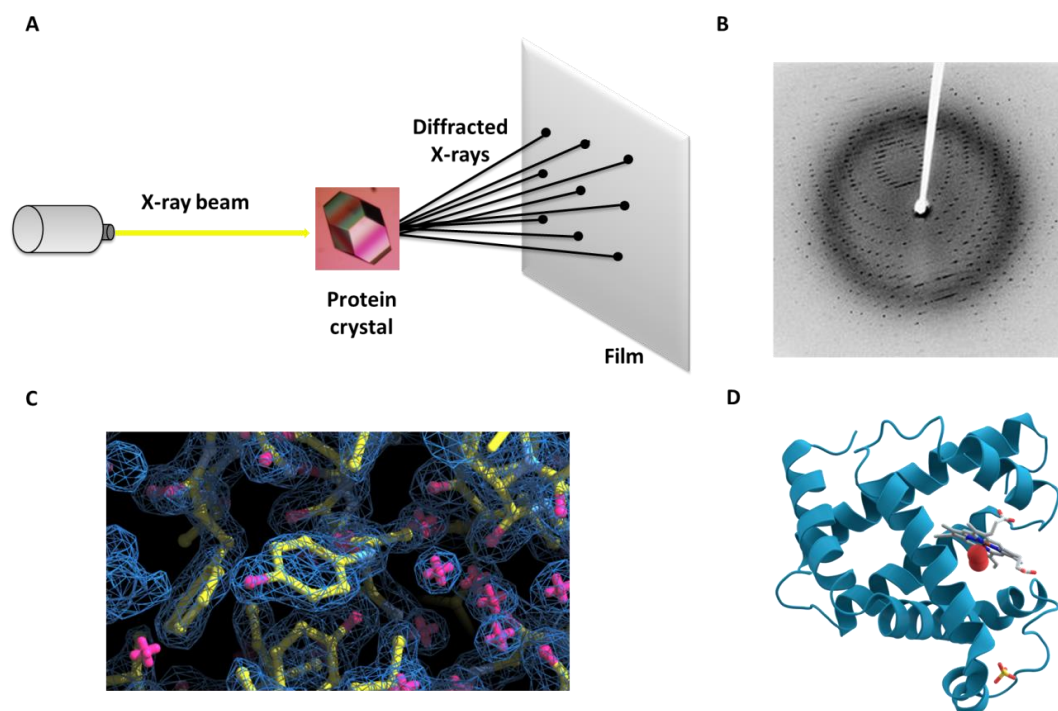 A
B
Diffracted
X-rays
X-ray beam
Protein
crystal
Film
C
D